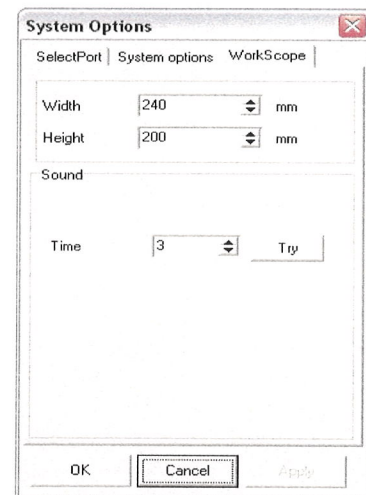 System Options
SelectPort System options WorkScope
Width 240 mm
Height 200 mm
Sound
Time 3 Try
OK Cancel Apply